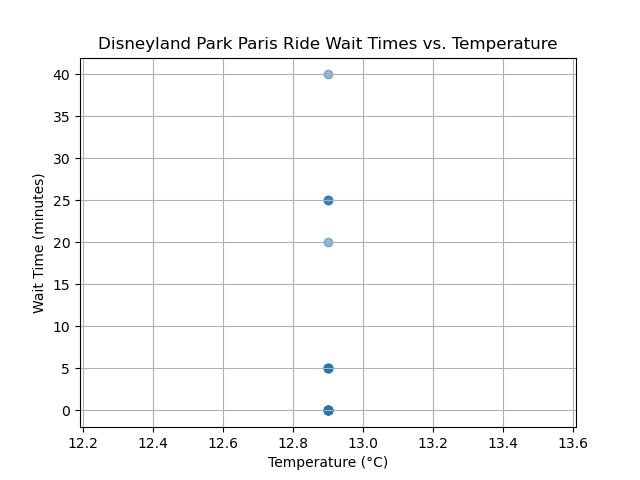 Disneyland Park Paris Ride Wait Times vs. Temperature
40
35
30
25
20
15
10
5
0
Wait Time (minutes)
12.2 12.4 12.6 12.8 13.0 13.2 13.4 13.6
Temperature (°C)